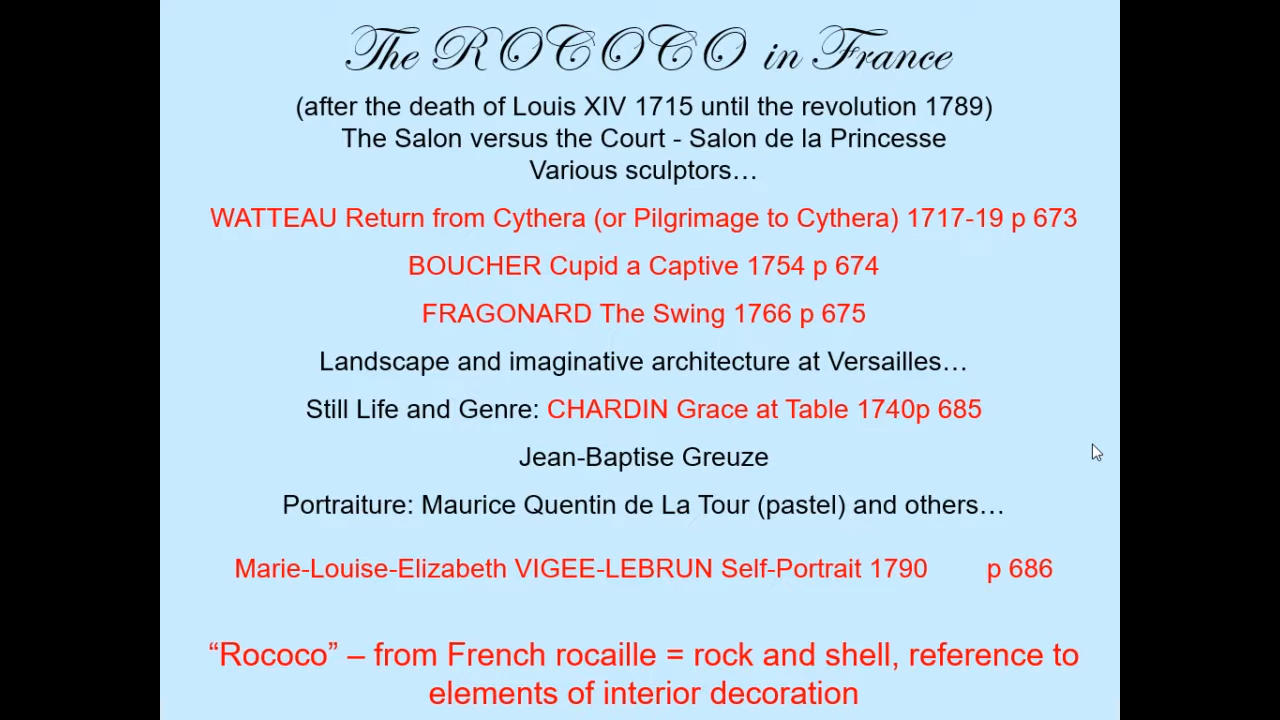 The ROCOCO in France
(after the death of Louis XIV 1715 until the revolution 1789)
The Salon versus the Court - Salon de la Princesse
Various sculptors…
WATTEAU Return from Cythera (or Pilgrimage to Cythera) 1717-19 p 673
BOUCHER Cupid a Captive 1754 p 674
FRAGONARD The Swing 1766 p 675
Landscape and imaginative architecture at Versailles…
Still Life and Genre: CHARDIN Grace at Table 1740p 685
Jean-Baptise Greuze
Portraiture: Maurice Quentin de La Tour (pastel) and others…
Marie-Louise-Elizabeth VIGEE-LEBRUN Self-Portrait 1790 p 686
“Rococo” – from French rocaille = rock and shell, reference to
elements of interior decoration